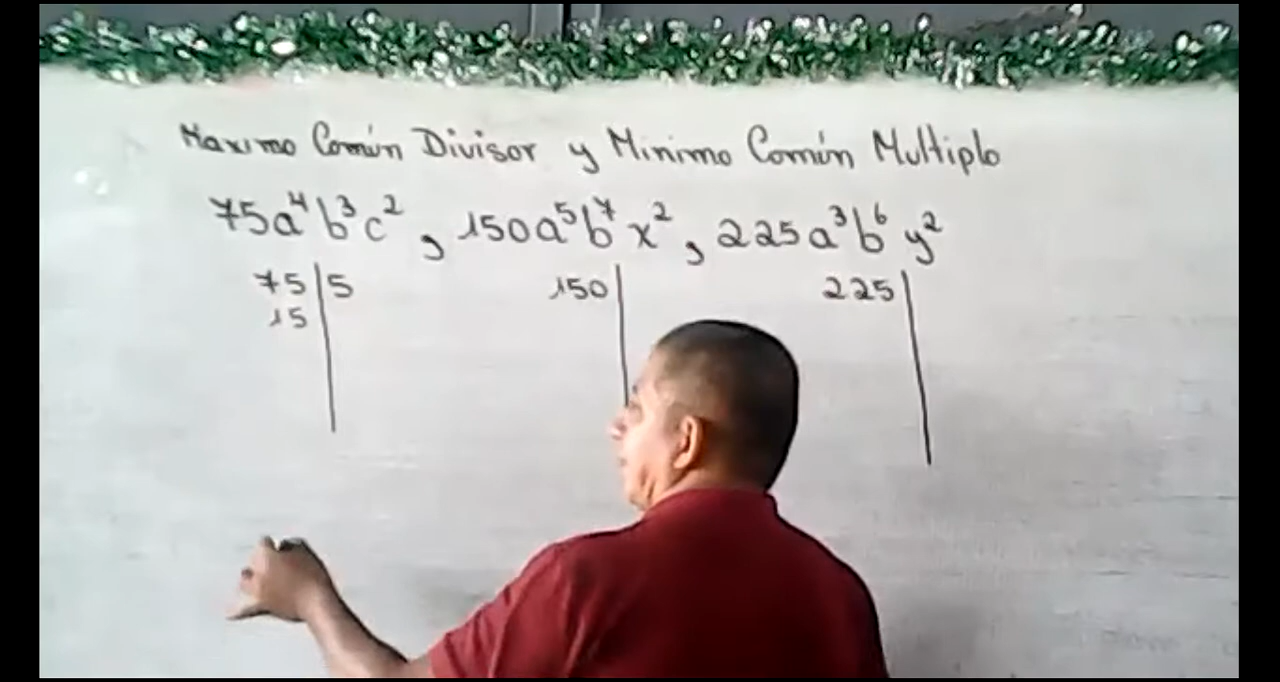 Maximo Común Divisor y Minimo Común Multiplo
75a⁴b³c², 150a⁵b⁷x², 225a³b⁶y²
75|5 150| 225|
15|